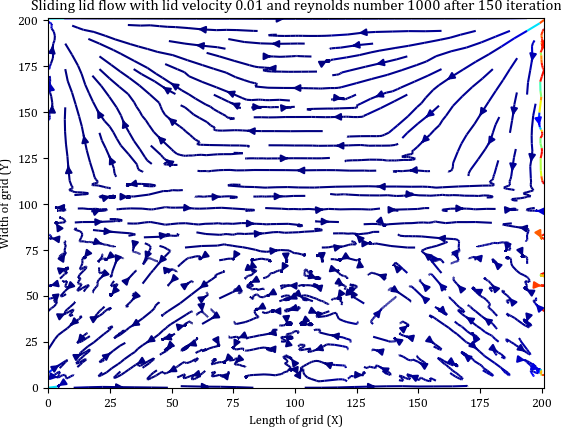 Sliding lid flow with lid velocity 0.01 and reynolds number 1000 after 150 iteration
200
175
150
125
100
75
50
25
0
Width of grid (Y)
0 25 50 75 100 125 150 175 200
Length of grid (X)